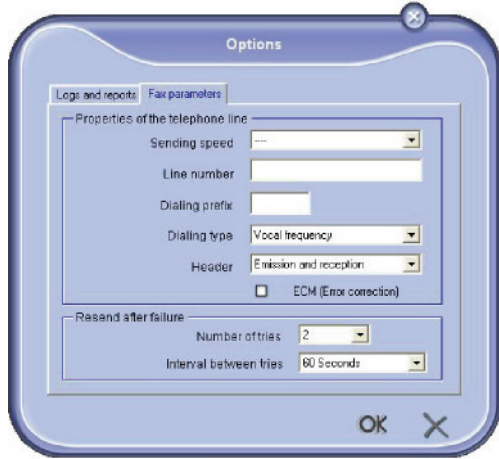 Options
Logs and reports Fax parameters
Properties of the telephone line
Sending speed ----
Line number
Dialing prefix
Dialing type Vocal frequency
Header Emission and reception
ECM (Error correction)
Resend after failure
Number of tries 2
Interval between tries 60 Seconds
OK